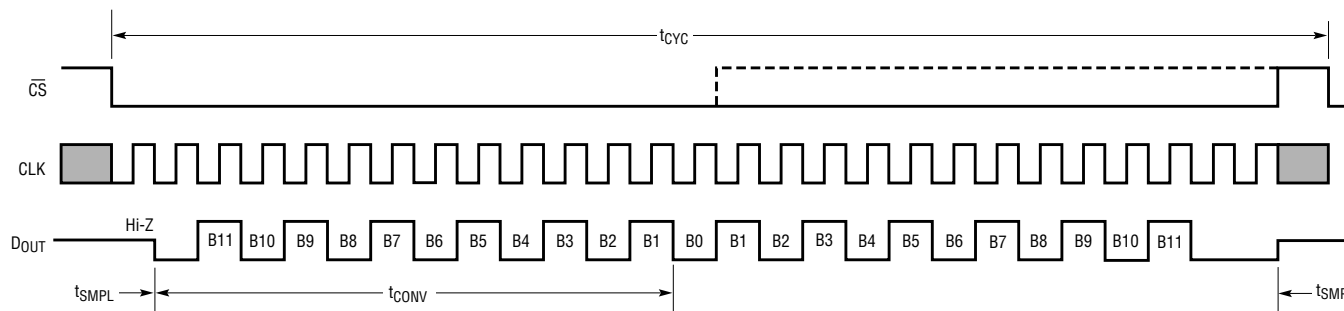 tCYC
CS
CLK
Hi-Z
DOUT
B11 B10 B9 B8 B7 B6 B5 B4 B3 B2 B1 B0 B1 B2 B3 B4 B5 B6 B7 B8 B9 B10 B11
tSMPL
tCONV
tSMP